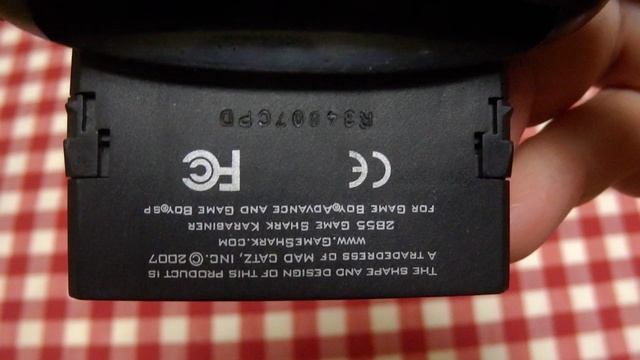 THE SHAPE AND DESIGN OF THIS PRODUCT IS
A TRADEDRESS OF MAD CATZ, INC.© 2007
WWW.GAMESHARK.COM
2855 GAME SHARK KARABINER
FOR GAME BOY® ADVANCE AND GAME BOY® SP
CE FC
R34807CPD